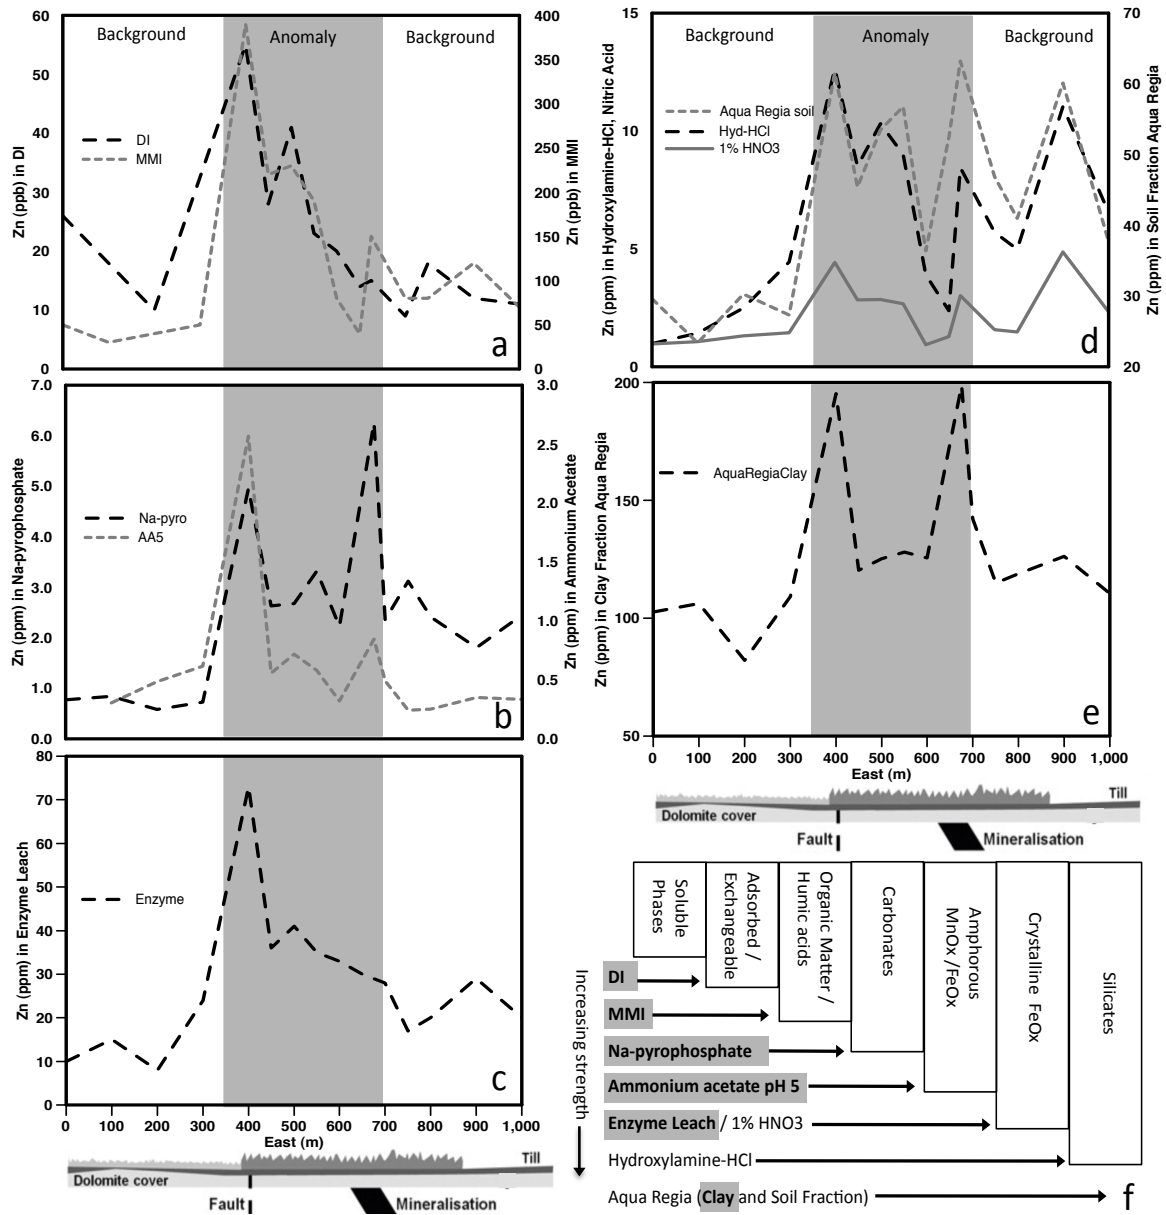 Background
Anomaly
Background
60
50
40
30
20
10
0
Zn (ppb) in DI
400
350
300
250
200
150
100
50
0
Zn (ppb) in MMI
DI
MMI
a
7.0
6.0
5.0
4.0
3.0
2.0
1.0
0.0
Zn (ppm) in Na-pyrophosphate
3.0
2.5
2.0
1.5
1.0
0.5
0.0
Zn (ppm) in Ammonium Acetate
Na-pyro
AA5
b
80
70
60
50
40
30
20
10
0
Zn (ppm) in Enzyme Leach
Enzyme
c
0 100 200 300 400 500 600 700 800 900 1,000
East (m)
Till
Dolomite cover
Fault
Mineralisation
Background
Anomaly
Background
15
10
5
0
Zn (ppm) in Hydroxylamine-HCl, Nitric Acid
70
60
50
40
30
20
Zn (ppm) in Soil Fraction Aqua Regia
Aqua Regia soil
Hyd-HCl
1% HNO3
d
200
150
100
50
Zn (ppm) in Clay Fraction Aqua Regia
AquaRegiaClay
e
0 100 200 300 400 500 600 700 800 900 1,000
East (m)
Till
Dolomite cover
Fault
Mineralisation
Soluble
Phases
Adsorbed /
Exchangeable
Organic Matter /
Humic acids
Carbonates
Amphorous
MnOx /FeOx
Crystalline FeOx
Silicates
Increasing strength
DI
MMI
Na-pyrophosphate
Ammonium acetate pH 5
Enzyme Leach / 1% HNO3
Hydroxylamine-HCl
Aqua Regia (Clay and Soil Fraction)
f